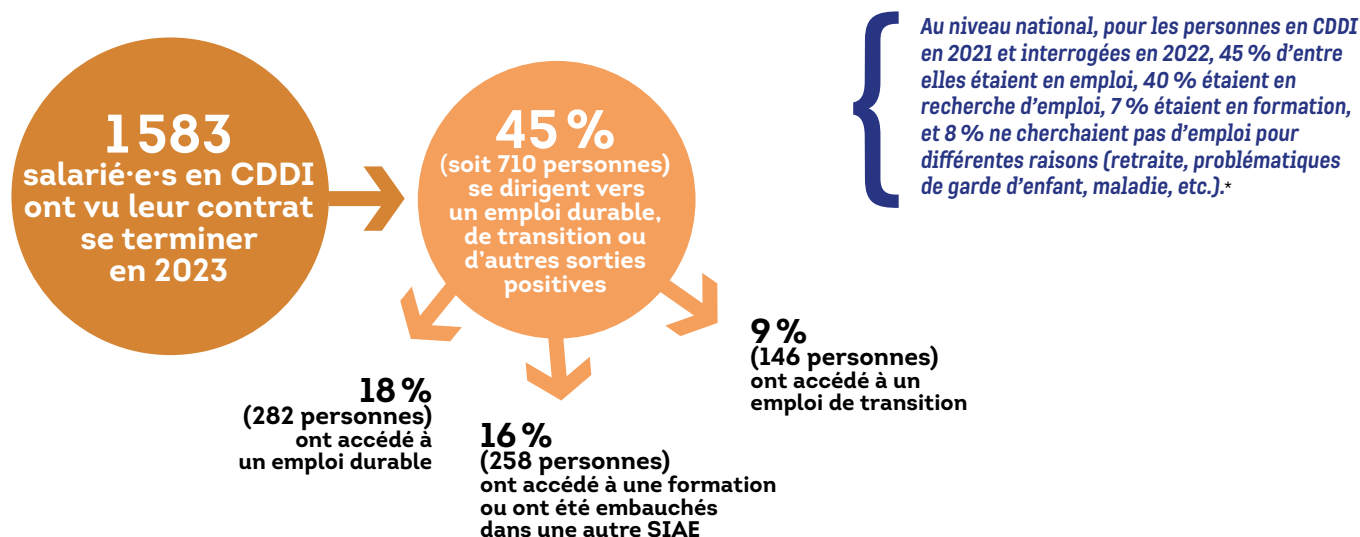 1583
salarié·e·s en CDDI
ont vu leur contrat
se terminer
en 2023
45 %
(soit 710 personnes)
se dirigent vers
un emploi durable,
de transition ou
d'autres sorties
positives
18 %
(282 personnes)
ont accédé à
un emploi durable
16 %
(258 personnes)
ont accédé à une formation
ou ont été embauchés
dans une autre SIAE
9 %
(146 personnes)
ont accédé à un
emploi de transition
Au niveau national, pour les personnes en CDDI
en 2021 et interrogées en 2022, 45 % d'entre
elles étaient en emploi, 40 % étaient en
recherche d'emploi, 7 % étaient en formation,
et 8 % ne cherchaient pas d'emploi pour
différentes raisons (retraite, problématiques
de garde d'enfant, maladie, etc.).*